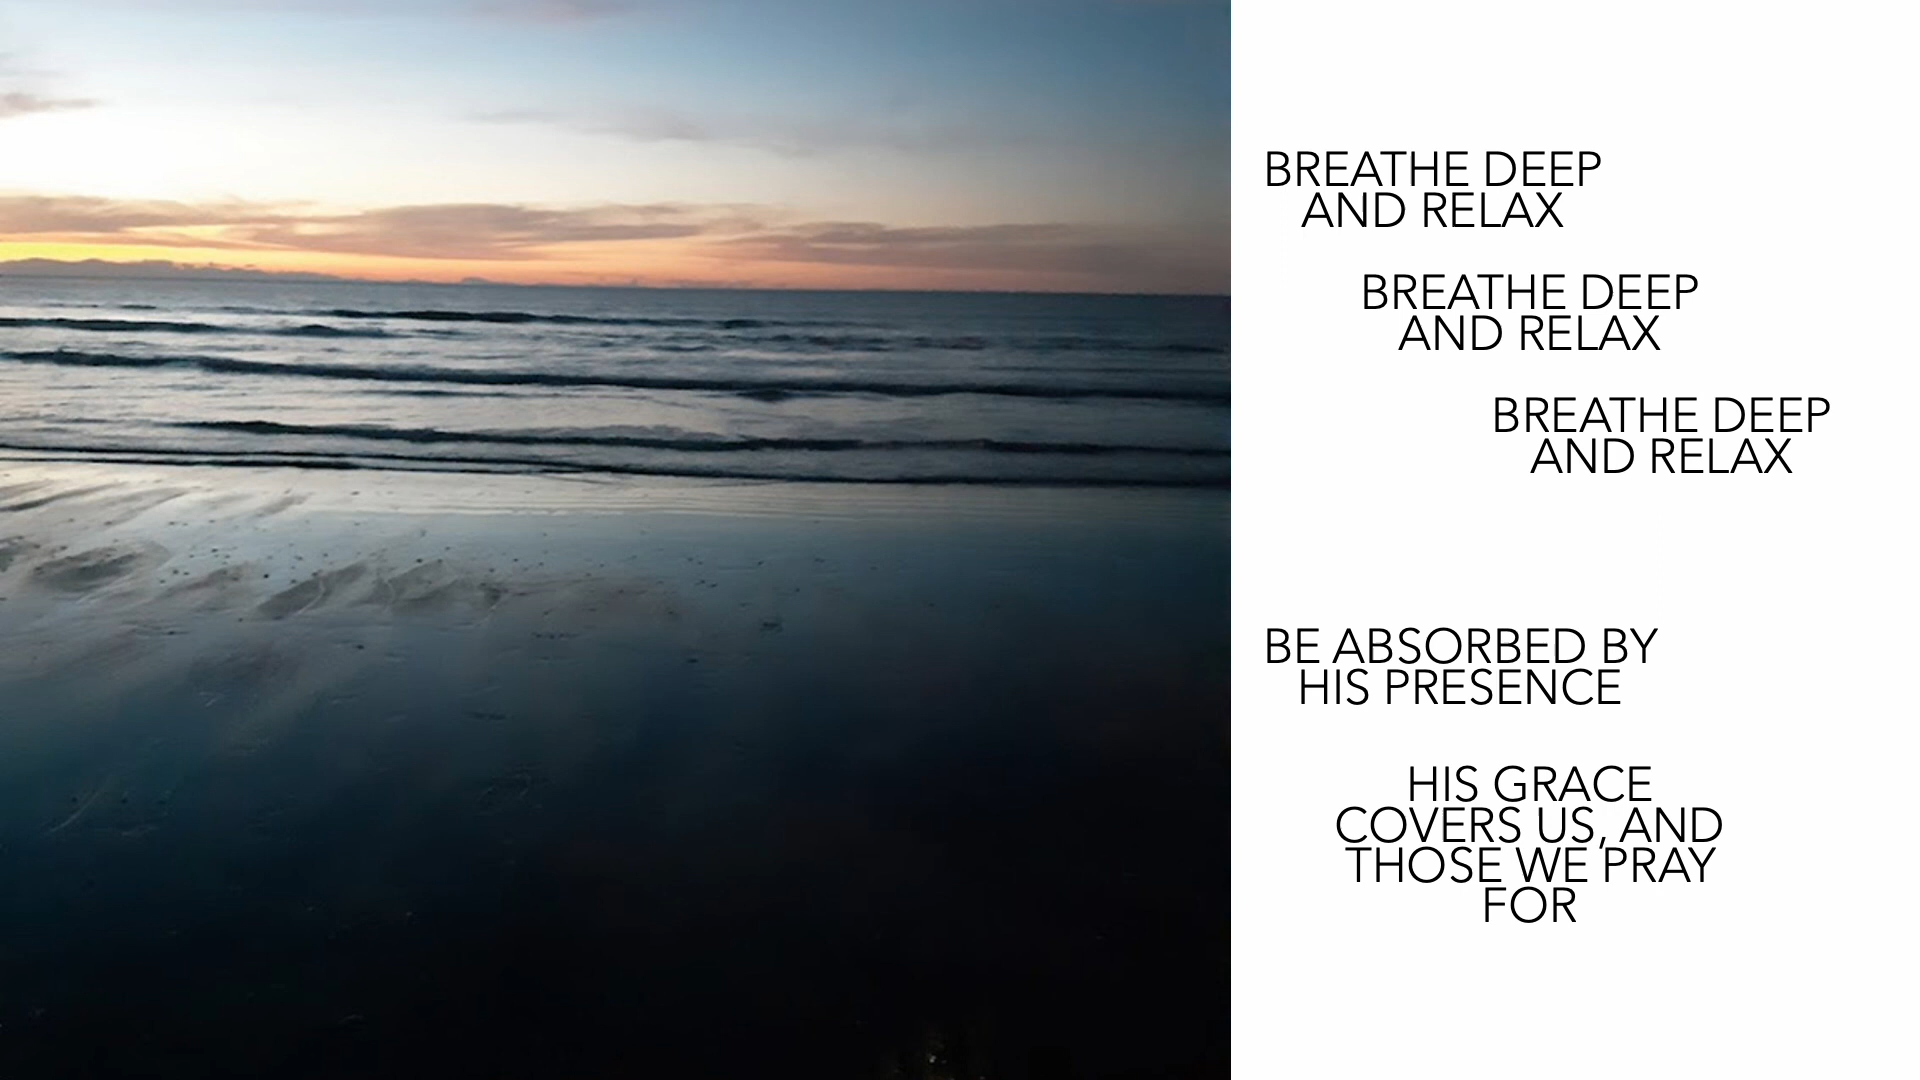 BREATHE DEEP
AND RELAX
BREATHE DEEP
AND RELAX
BREATHE DEEP
AND RELAX
BE ABSORBED BY
HIS PRESENCE
HIS GRACE
COVERS US, AND
THOSE WE PRAY
FOR